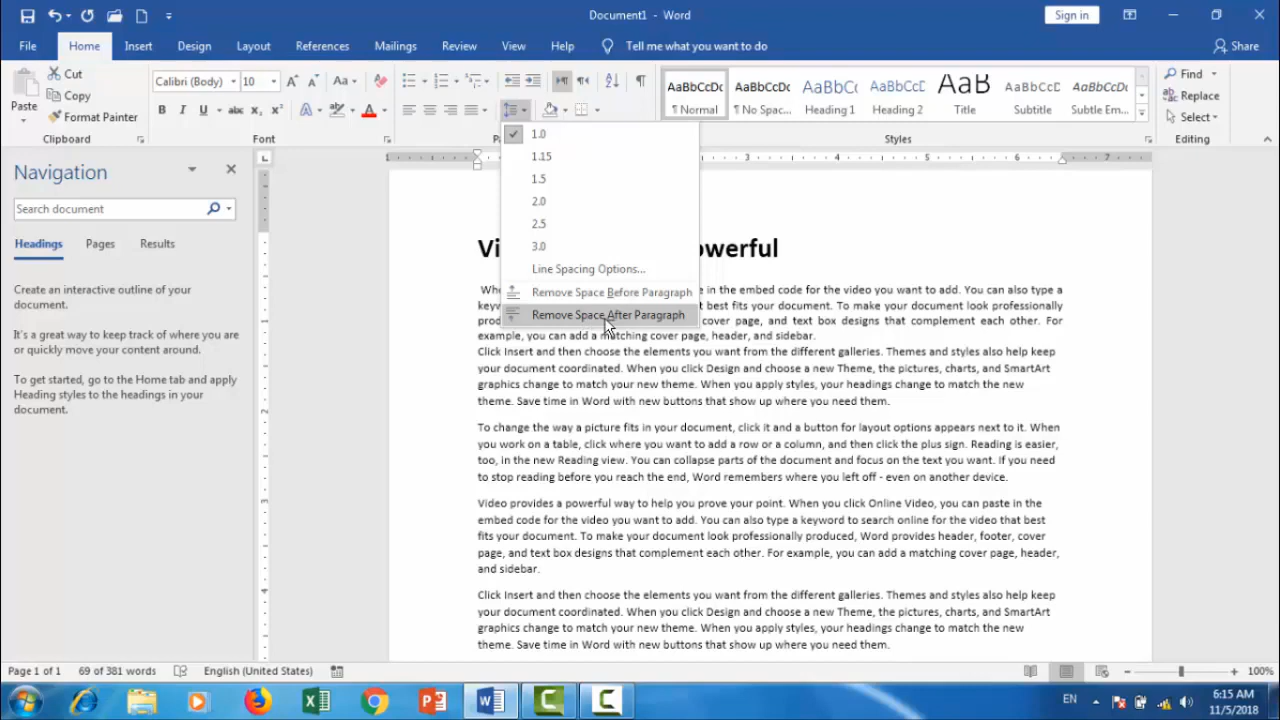 Document1 - Word
Sign in
File Home Insert Design Layout References Mailings Review View Help Tell me what you want to do Share
Paste
Cut
Copy
Format Painter
Clipboard
Calibri (Body) 10 Aa
B I U abc x₂ x² A A
Font
AaBbCcDc AaBbCcDc AaBbCc AaBbCcD AaB AaBbCcD AaBbCcDc
¶ Normal ¶ No Spac... Heading 1 Heading 2 Title Subtitle Subtle Em...
Styles
Find
Replace
Select
Editing
1.0
1.15
1.5
2.0
2.5
3.0
Line Spacing Options...
Remove Space Before Paragraph
Remove Space After Paragraph
Navigation
Search document
Headings Pages Results
Create an interactive outline of your
document.
It's a great way to keep track of where you are
or quickly move your content around.
To get started, go to the Home tab and apply
Heading styles to the headings in your
document.
1 3 4 5 6 7
2
3
4
Vi owerful
Whe in the embed code for the video you want to add. You can also type a
keyw best fits your document. To make your document look professionally
prod cover page, and text box designs that complement each other. For
example, you can add a matching cover page, header, and sidebar.
Click Insert and then choose the elements you want from the different galleries. Themes and styles also help keep
your document coordinated. When you click Design and choose a new Theme, the pictures, charts, and SmartArt
graphics change to match your new theme. When you apply styles, your headings change to match the new
theme. Save time in Word with new buttons that show up where you need them.
To change the way a picture fits in your document, click it and a button for layout options appears next to it. When
you work on a table, click where you want to add a row or a column, and then click the plus sign. Reading is easier,
too, in the new Reading view. You can collapse parts of the document and focus on the text you want. If you need
to stop reading before you reach the end, Word remembers where you left off - even on another device.
Video provides a powerful way to help you prove your point. When you click Online Video, you can paste in the
embed code for the video you want to add. You can also type a keyword to search online for the video that best
fits your document. To make your document look professionally produced, Word provides header, footer, cover
page, and text box designs that complement each other. For example, you can add a matching cover page, header,
and sidebar.
Click Insert and then choose the elements you want from the different galleries. Themes and styles also help keep
your document coordinated. When you click Design and choose a new Theme, the pictures, charts, and SmartArt
graphics change to match your new theme. When you apply styles, your headings change to match the new
theme. Save time in Word with new buttons that show up where you need them.
Page 1 of 1 69 of 381 words English (United States) 100%
EN 6:15 AM
11/5/2018